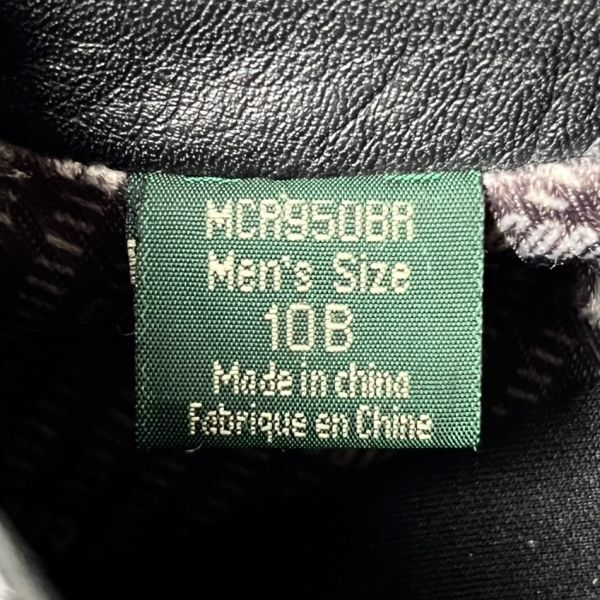 MCR950BR
Men's Size
10B
Made in china
Fabrique en Chine